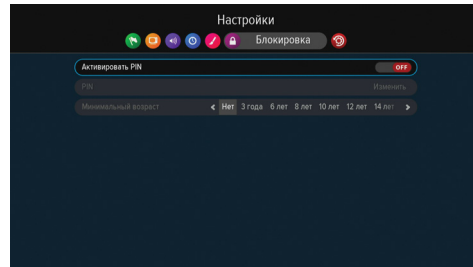 Настройки
Блокировка
Активировать PIN OFF
PIN Изменить
Минимальный возраст Нет 3 года 6 лет 8 лет 10 лет 12 лет 14 лет